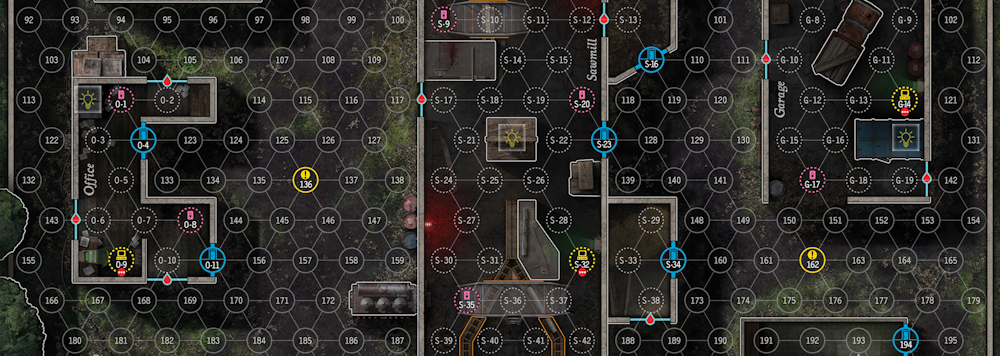 92 93 94 95 96 97 98 99 100 S-9 S-10 S-11 S-12 S-13 G-8 G-9 102
103 104 105 106 107 108 109 S-14 S-15 S-16 110 G-10 G-11 111
Sawmill
113 O-1 O-2 114 115 116 117 S-17 S-18 S-19 S-20 118 119 120 G-12 G-13 G-14 121
Garage
122 O-3 O-4 123 124 125 126 127 S-21 S-22 S-23 128 129 130 G-15 G-16 131
Office
132 O-5 133 134 135 136 137 138 S-24 S-25 S-26 139 140 141 G-17 G-18 G-19 142
143 O-6 O-7 O-8 144 145 146 147 S-27 S-28 S-29 148 149 150 151 152 153 154
155 O-9 O-10 O-11 156 157 158 159 S-30 S-32 S-33 S-34 160 161 162 163 164 165
166 167 168 169 170 171 172 S-35 S-36 S-37 S-38 173 174 175 176 177 178 179
180 181 182 183 184 185 186 187 S-39 S-40 S-41 S-42 188 189 190 191 192 193 194 195